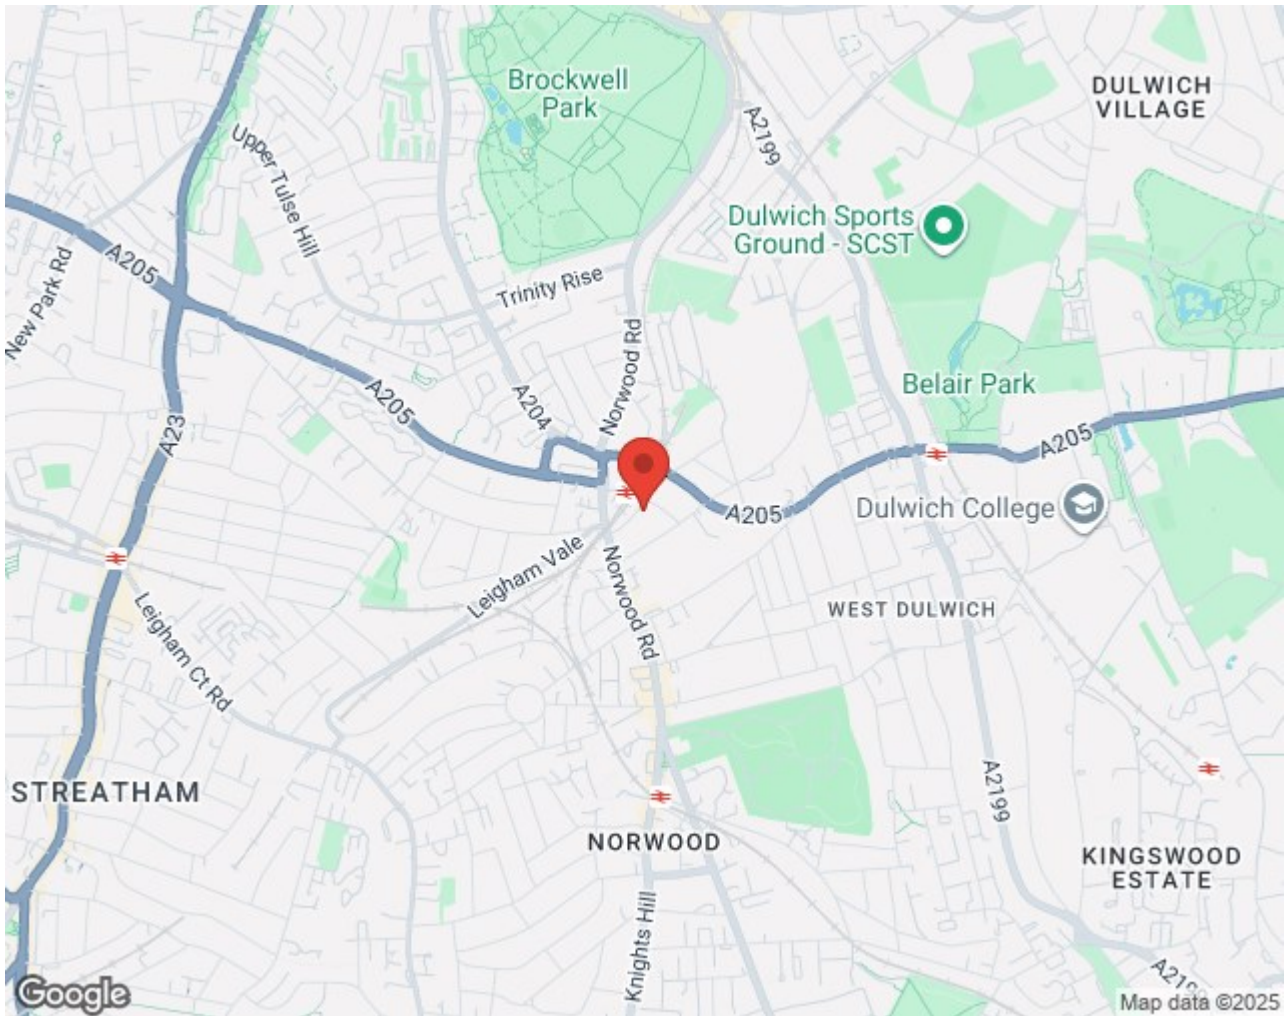 Brockwell
Park
A2199
DULWICH
VILLAGE
Upper Tulse Hill
Dulwich Sports
Ground - SCST
A205
New Park Rd
Trinity Rise
Norwood Rd
Belair Park
A205
A204
A23
A205
A205
Dulwich College
Leigham Vale
Norwood Rd
WEST DULWICH
Leigham Ct Rd
STREATHAM
A2199
NORWOOD
KINGSWOOD
ESTATE
Knights Hill
A2199
Google
Map data ©2025